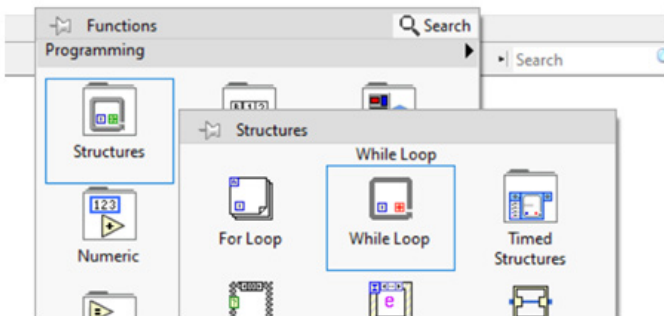 Functions
Search
Programming
Search
Structures
Structures
While Loop
For Loop
While Loop
Timed
Structures
123
Numeric